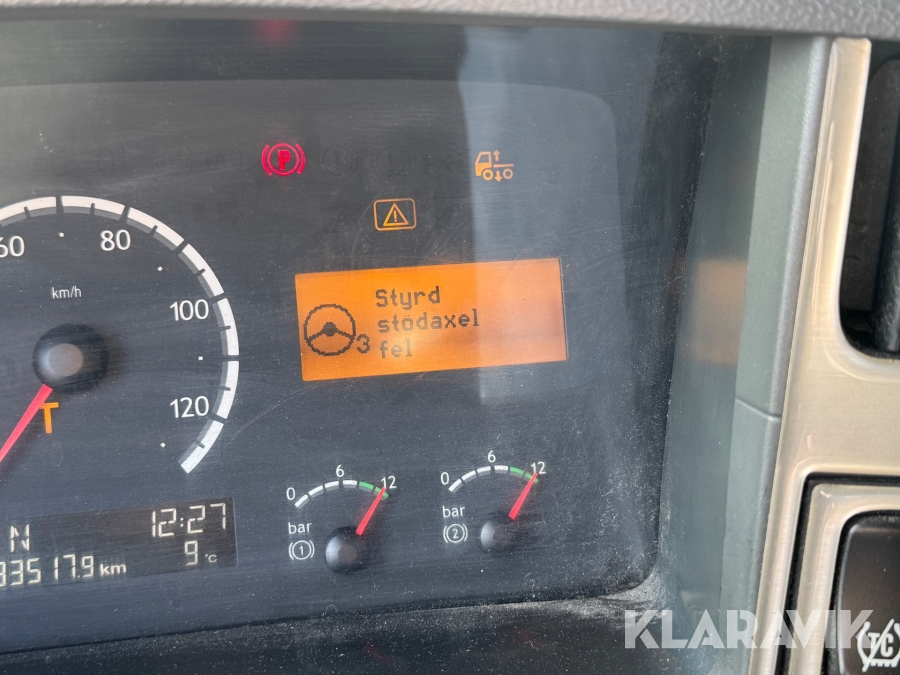 P
60
80
km/h
100
120
T
Styrd
stödaxel
3
fel
0 6 12
bar
1
0 6 12
bar
2
N
12:27
9 °C
33517.9 km
KLARAVIK
TC